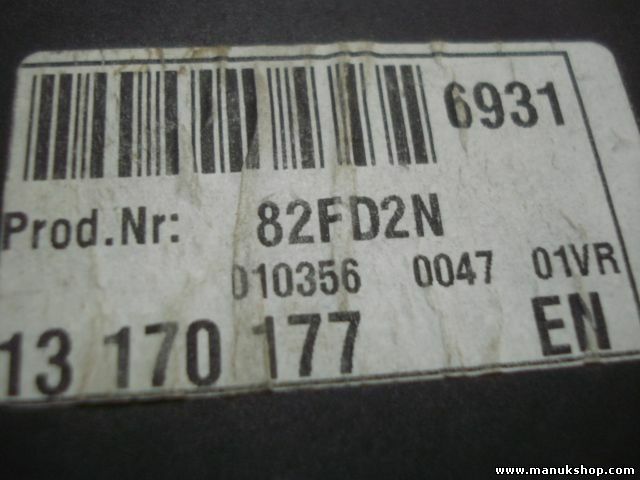 6931
Prod.Nr: 82FD2N
010356 0047 01VR
13 170 177 EN
www.manukshop.com